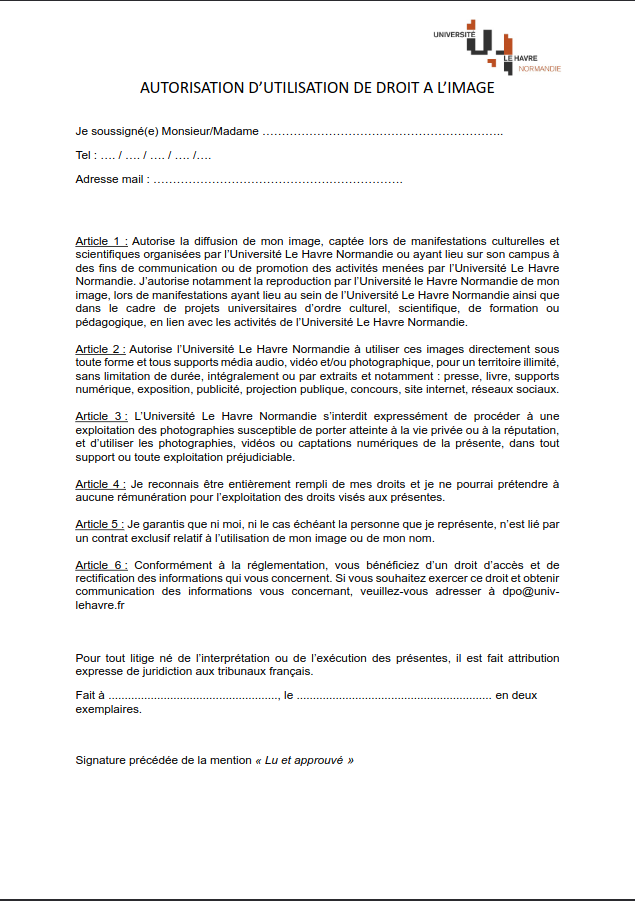 UNIVERSITÉ
LE HAVRE
NORMANDIE
AUTORISATION D’UTILISATION DE DROIT A L’IMAGE
Je soussigné(e) Monsieur/Madame ……………………………………………………..
Tel : …. / …. / …. / …. /….
Adresse mail : ……………………………………………………….
Article 1 : Autorise la diffusion de mon image, captée lors de manifestations culturelles et
scientifiques organisées par l’Université Le Havre Normandie ou ayant lieu sur son campus à
des fins de communication ou de promotion des activités menées par l’Université Le Havre
Normandie. J’autorise notamment la reproduction par l’Université le Havre Normandie de mon
image, lors de manifestations ayant lieu au sein de l’Université Le Havre Normandie ainsi que
dans le cadre de projets universitaires d’ordre culturel, scientifique, de formation ou
pédagogique, en lien avec les activités de l’Université Le Havre Normandie.
Article 2 : Autorise l’Université Le Havre Normandie à utiliser ces images directement sous
toute forme et tous supports média audio, vidéo et/ou photographique, pour un territoire illimité,
sans limitation de durée, intégralement ou par extraits et notamment : presse, livre, supports
numérique, exposition, publicité, projection publique, concours, site internet, réseaux sociaux.
Article 3 : L’Université Le Havre Normandie s’interdit expressément de procéder à une
exploitation des photographies susceptible de porter atteinte à la vie privée ou à la réputation,
et d’utiliser les photographies, vidéos ou captations numériques de la présente, dans tout
support ou toute exploitation préjudiciable.
Article 4 : Je reconnais être entièrement rempli de mes droits et je ne pourrai prétendre à
aucune rémunération pour l’exploitation des droits visés aux présentes.
Article 5 : Je garantis que ni moi, ni le cas échéant la personne que je représente, n’est lié par
un contrat exclusif relatif à l’utilisation de mon image ou de mon nom.
Article 6 : Conformément à la réglementation, vous bénéficiez d’un droit d’accès et de
rectification des informations qui vous concernent. Si vous souhaitez exercer ce droit et obtenir
communication des informations vous concernant, veuillez-vous adresser à dpo@univ-
lehavre.fr
Pour tout litige né de l’interprétation ou de l’exécution des présentes, il est fait attribution
expresse de juridiction aux tribunaux français.
Fait à ...................................................., le ............................................................ en deux
exemplaires.
Signature précédée de la mention « Lu et approuvé »